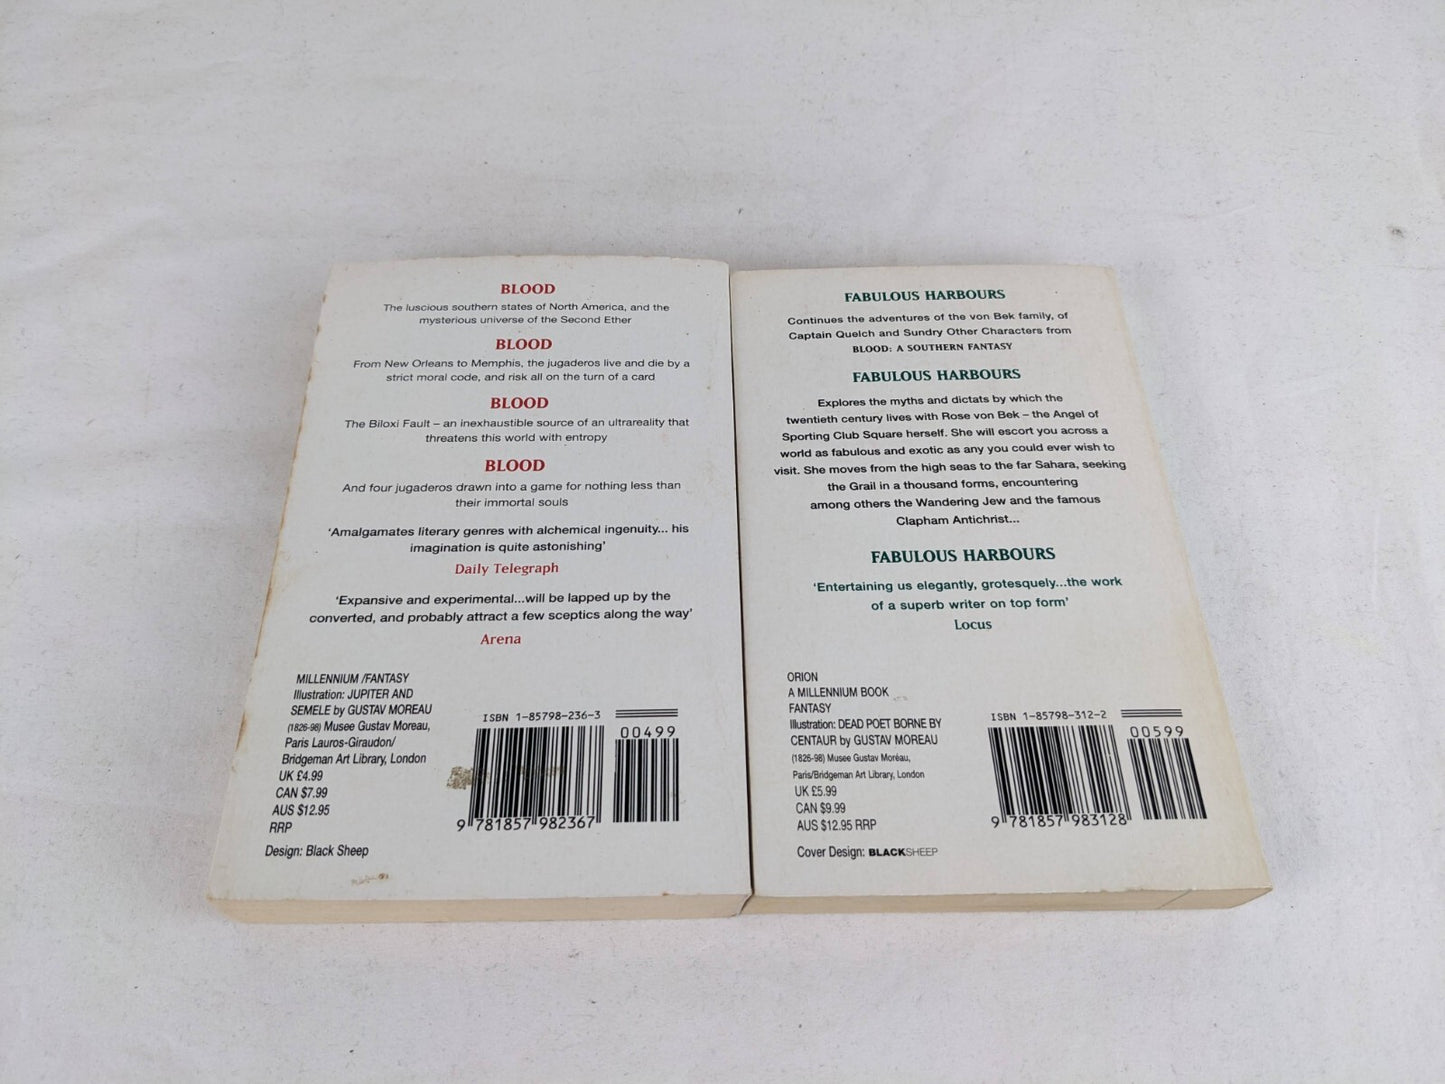 BLOOD
The luscious southern states of North America, and the
mysterious universe of the Second Ether
BLOOD
From New Orleans to Memphis, the jugaderos live and die by a
strict moral code, and risk all on the turn of a card
BLOOD
The Biloxi Fault – an inexhaustible source of an ultrareality that
threatens this world with entropy
BLOOD
And four jugaderos drawn into a game for nothing less than
their immortal souls
‘Amalgamates literary genres with alchemical ingenuity... his
imagination is quite astonishing’
Daily Telegraph
‘Expansive and experimental...will be lapped up by the
converted, and probably attract a few sceptics along the way’
Arena
MILLENNIUM /FANTASY
Illustration: JUPITER AND
SEMELE by GUSTAV MOREAU
(1826-98) Musee Gustav Moreau,
Paris Lauros-Giraudon/
Bridgeman Art Library, London
UK £4.99
CAN $7.99
AUS $12.95
RRP
Design: Black Sheep
ISBN 1-85798-236-3
00499
9 781857 982367
FABULOUS HARBOURS
Continues the adventures of the von Bek family, of
Captain Quelch and Sundry Other Characters from
BLOOD: A SOUTHERN FANTASY
FABULOUS HARBOURS
Explores the myths and dictats by which the
twentieth century lives with Rose von Bek – the Angel of
Sporting Club Square herself. She will escort you across a
world as fabulous and exotic as any you could ever wish to
visit. She moves from the high seas to the far Sahara, seeking
the Grail in a thousand forms, encountering
among others the Wandering Jew and the famous
Clapham Antichrist...
FABULOUS HARBOURS
‘Entertaining us elegantly, grotesquely...the work
of a superb writer on top form’
Locus
ORION
A MILLENNIUM BOOK
FANTASY
Illustration: DEAD POET BORNE BY
CENTAUR by GUSTAV MOREAU
(1826-98) Musee Gustav Moreau,
Paris/Bridgeman Art Library, London
UK £5.99
CAN $9.99
AUS $12.95 RRP
Cover Design: BLACKSHEEP
ISBN 1-85798-312-2
00599
9 781857 983128